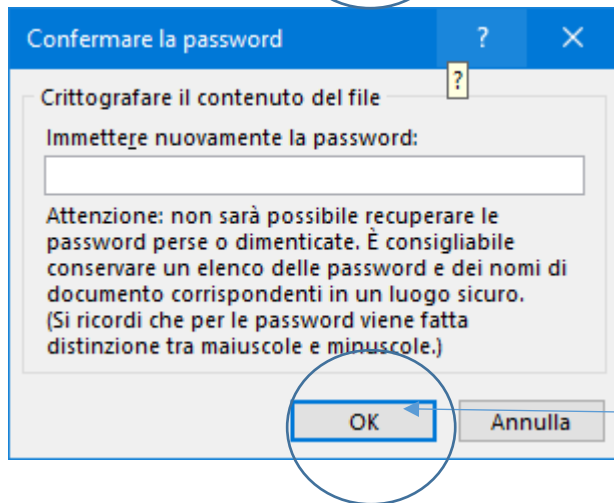 Confermare la password ?
?
Crittografare il contenuto del file
Immettere nuovamente la password:
Attenzione: non sarà possibile recuperare le
password perse o dimenticate. È consigliabile
conservare un elenco delle password e dei nomi di
documento corrispondenti in un luogo sicuro.
(Si ricordi che per le password viene fatta
distinzione tra maiuscole e minuscole.)
OK Annulla